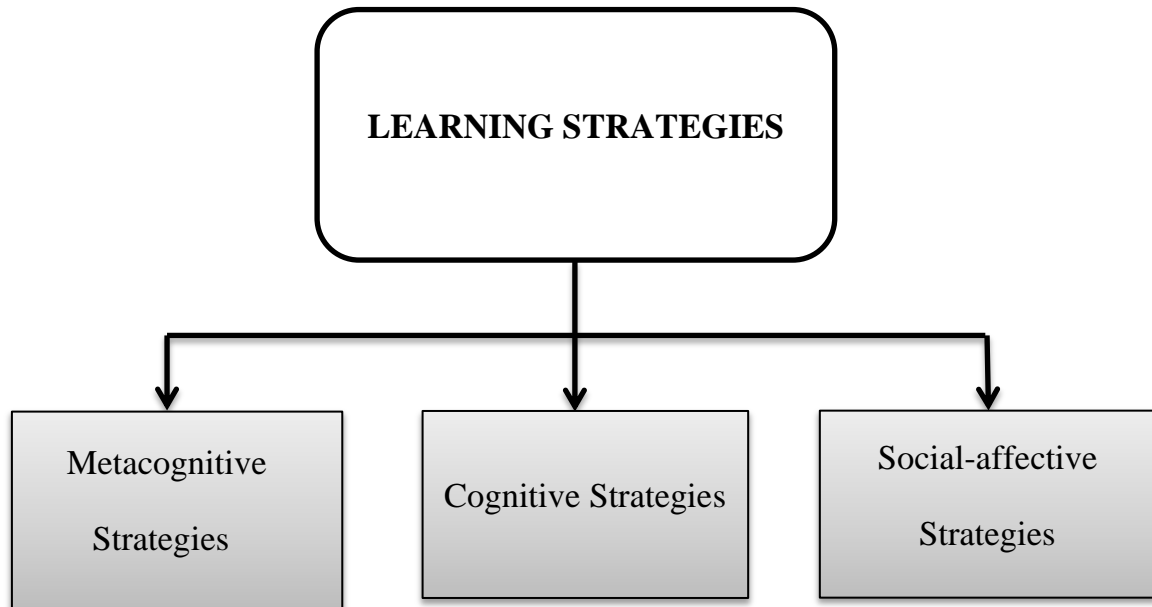 LEARNING STRATEGIES
Metacognitive
Strategies
Cognitive Strategies
Social-affective
Strategies